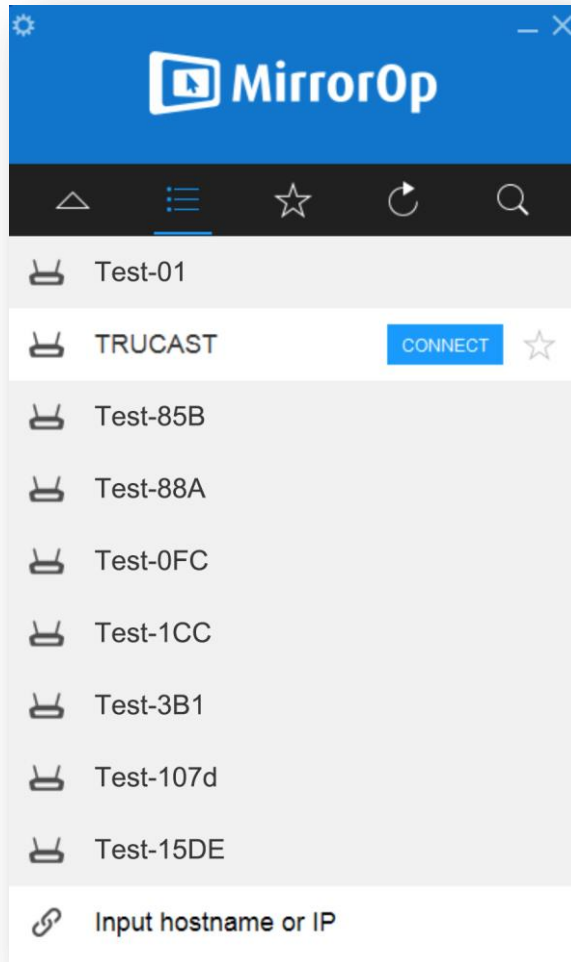 MirrorOp
Test-01
TRUCAST CONNECT
Test-85B
Test-88A
Test-0FC
Test-1CC
Test-3B1
Test-107d
Test-15DE
Input hostname or IP